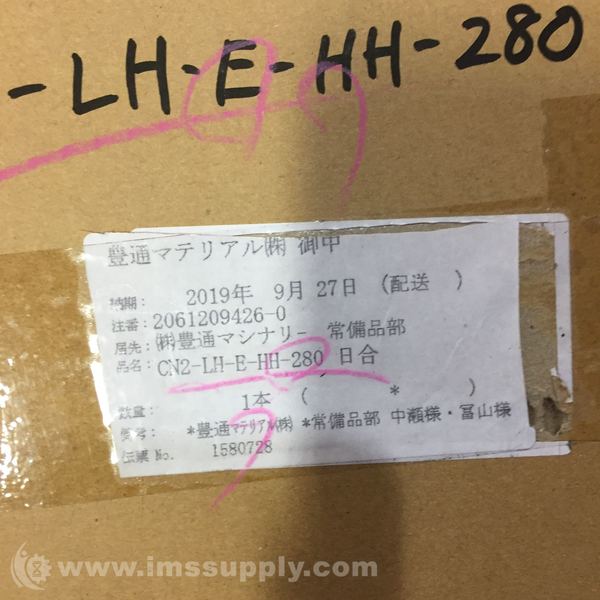 -LH-E-HH-280
豊通マテリアル㈱ 御中
納期： 2019年 9月 27日 (配送 )
注番：2061209426-0
届先：㈱豊通マシナリ- 常備品部
品名：CN2-LH-E-HH-280 日合
数量： 1本 ( * )
備考： *豊通ﾏﾃﾘｱﾙ㈱ *常備品部 中瀬様・冨山様
伝票No. 1580728
www.imssupply.com